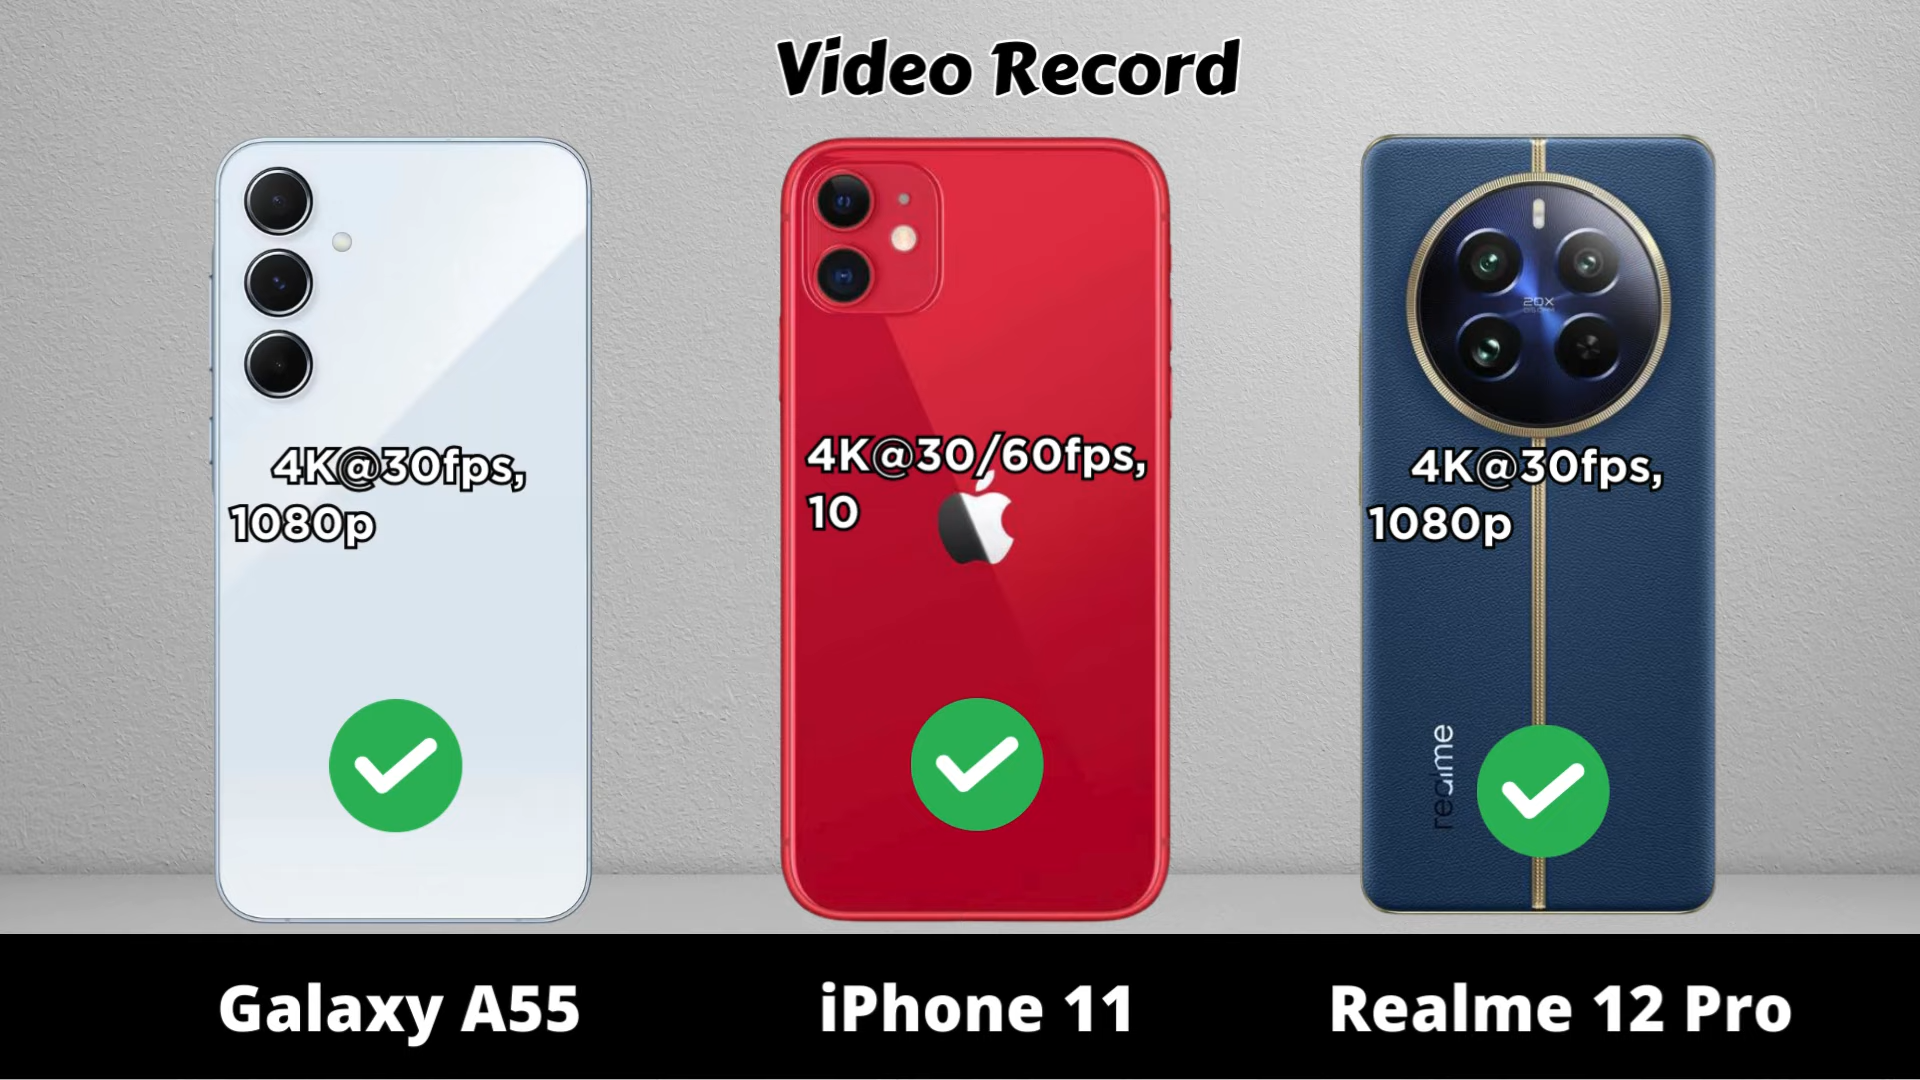 Video Record
20X
4K@30fps,
1080p
4K@30/60fps,
10
4K@30fps,
1080p
realme
Galaxy A55
iPhone 11
Realme 12 Pro